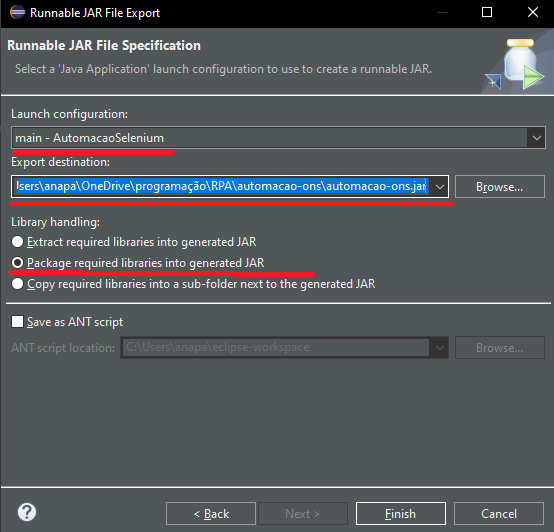 Runnable JAR File Export
Runnable JAR File Specification
Select a 'Java Application' launch configuration to use to create a runnable JAR.
Launch configuration:
main - AutomacaoSelenium
Export destination:
Jsers\anapa\OneDrive\programação\RPA\automacao-ons\automacao-ons.jar
Browse...
Library handling:
Extract required libraries into generated JAR
Package required libraries into generated JAR
Copy required libraries into a sub-folder next to the generated JAR
Save as ANT script
ANT script location:
C:\Users\anapa\eclipse-workspace
Browse...
?
< Back
Next >
Finish
Cancel